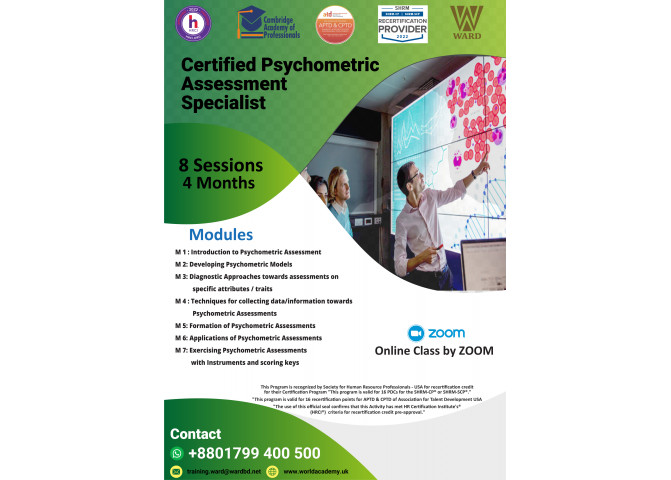 2022
h
HRCI
Cambridge
Academy of
Professionals
atd
APTD & CPTD
SHRM
SHRM-CP | SHRM-SCP
RECERTIFICATION
PROVIDER
2022
WARD
Certified Psychometric
Assessment
Specialist
8 Sessions
4 Months
Modules
M 1 : Introduction to Psychometric Assessment
M 2: Developing Psychometric Models
M 3: Diagnostic Approaches towards assessments on
specific attributes / traits
M 4 : Techniques for collecting data/information towards
Psychometric Assessments
M 5: Formation of Psychometric Assessments
M 6: Applications of Psychometric Assessments
M 7: Exercising Psychometric Assessments
with Instruments and scoring keys
zoom
Online Class by ZOOM
This Program is recognized by Society for Human Resource Professionals - USA for recertification credit
for their Certification Program "This program is valid for 16 PDCs for the SHRM-CP® or SHRM-SCP®."
"This program is valid for 16 recertification points for APTD & CPTD of Association for Talent Development USA
"The use of this official seal confirms that this Activity has met HR Certification Institute's®
(HRCI®) criteria for recertification credit pre-approval."
Contact
+8801799 400 500
training.ward@wardbd.net
www.worldacademy.uk